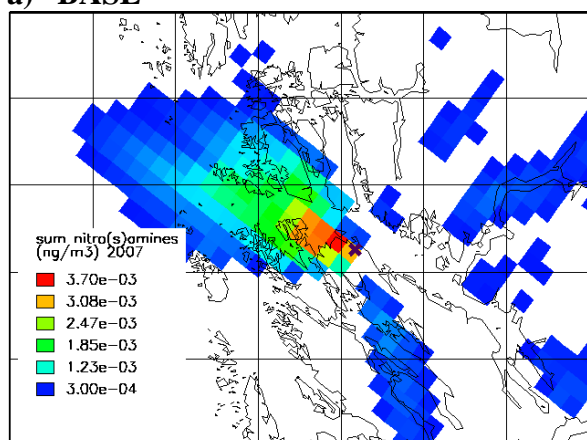 a) BASE
sum nitro(s)amines
(ng/m3) 2007
3.70e-03
3.08e-03
2.47e-03
1.85e-03
1.23e-03
3.00e-04